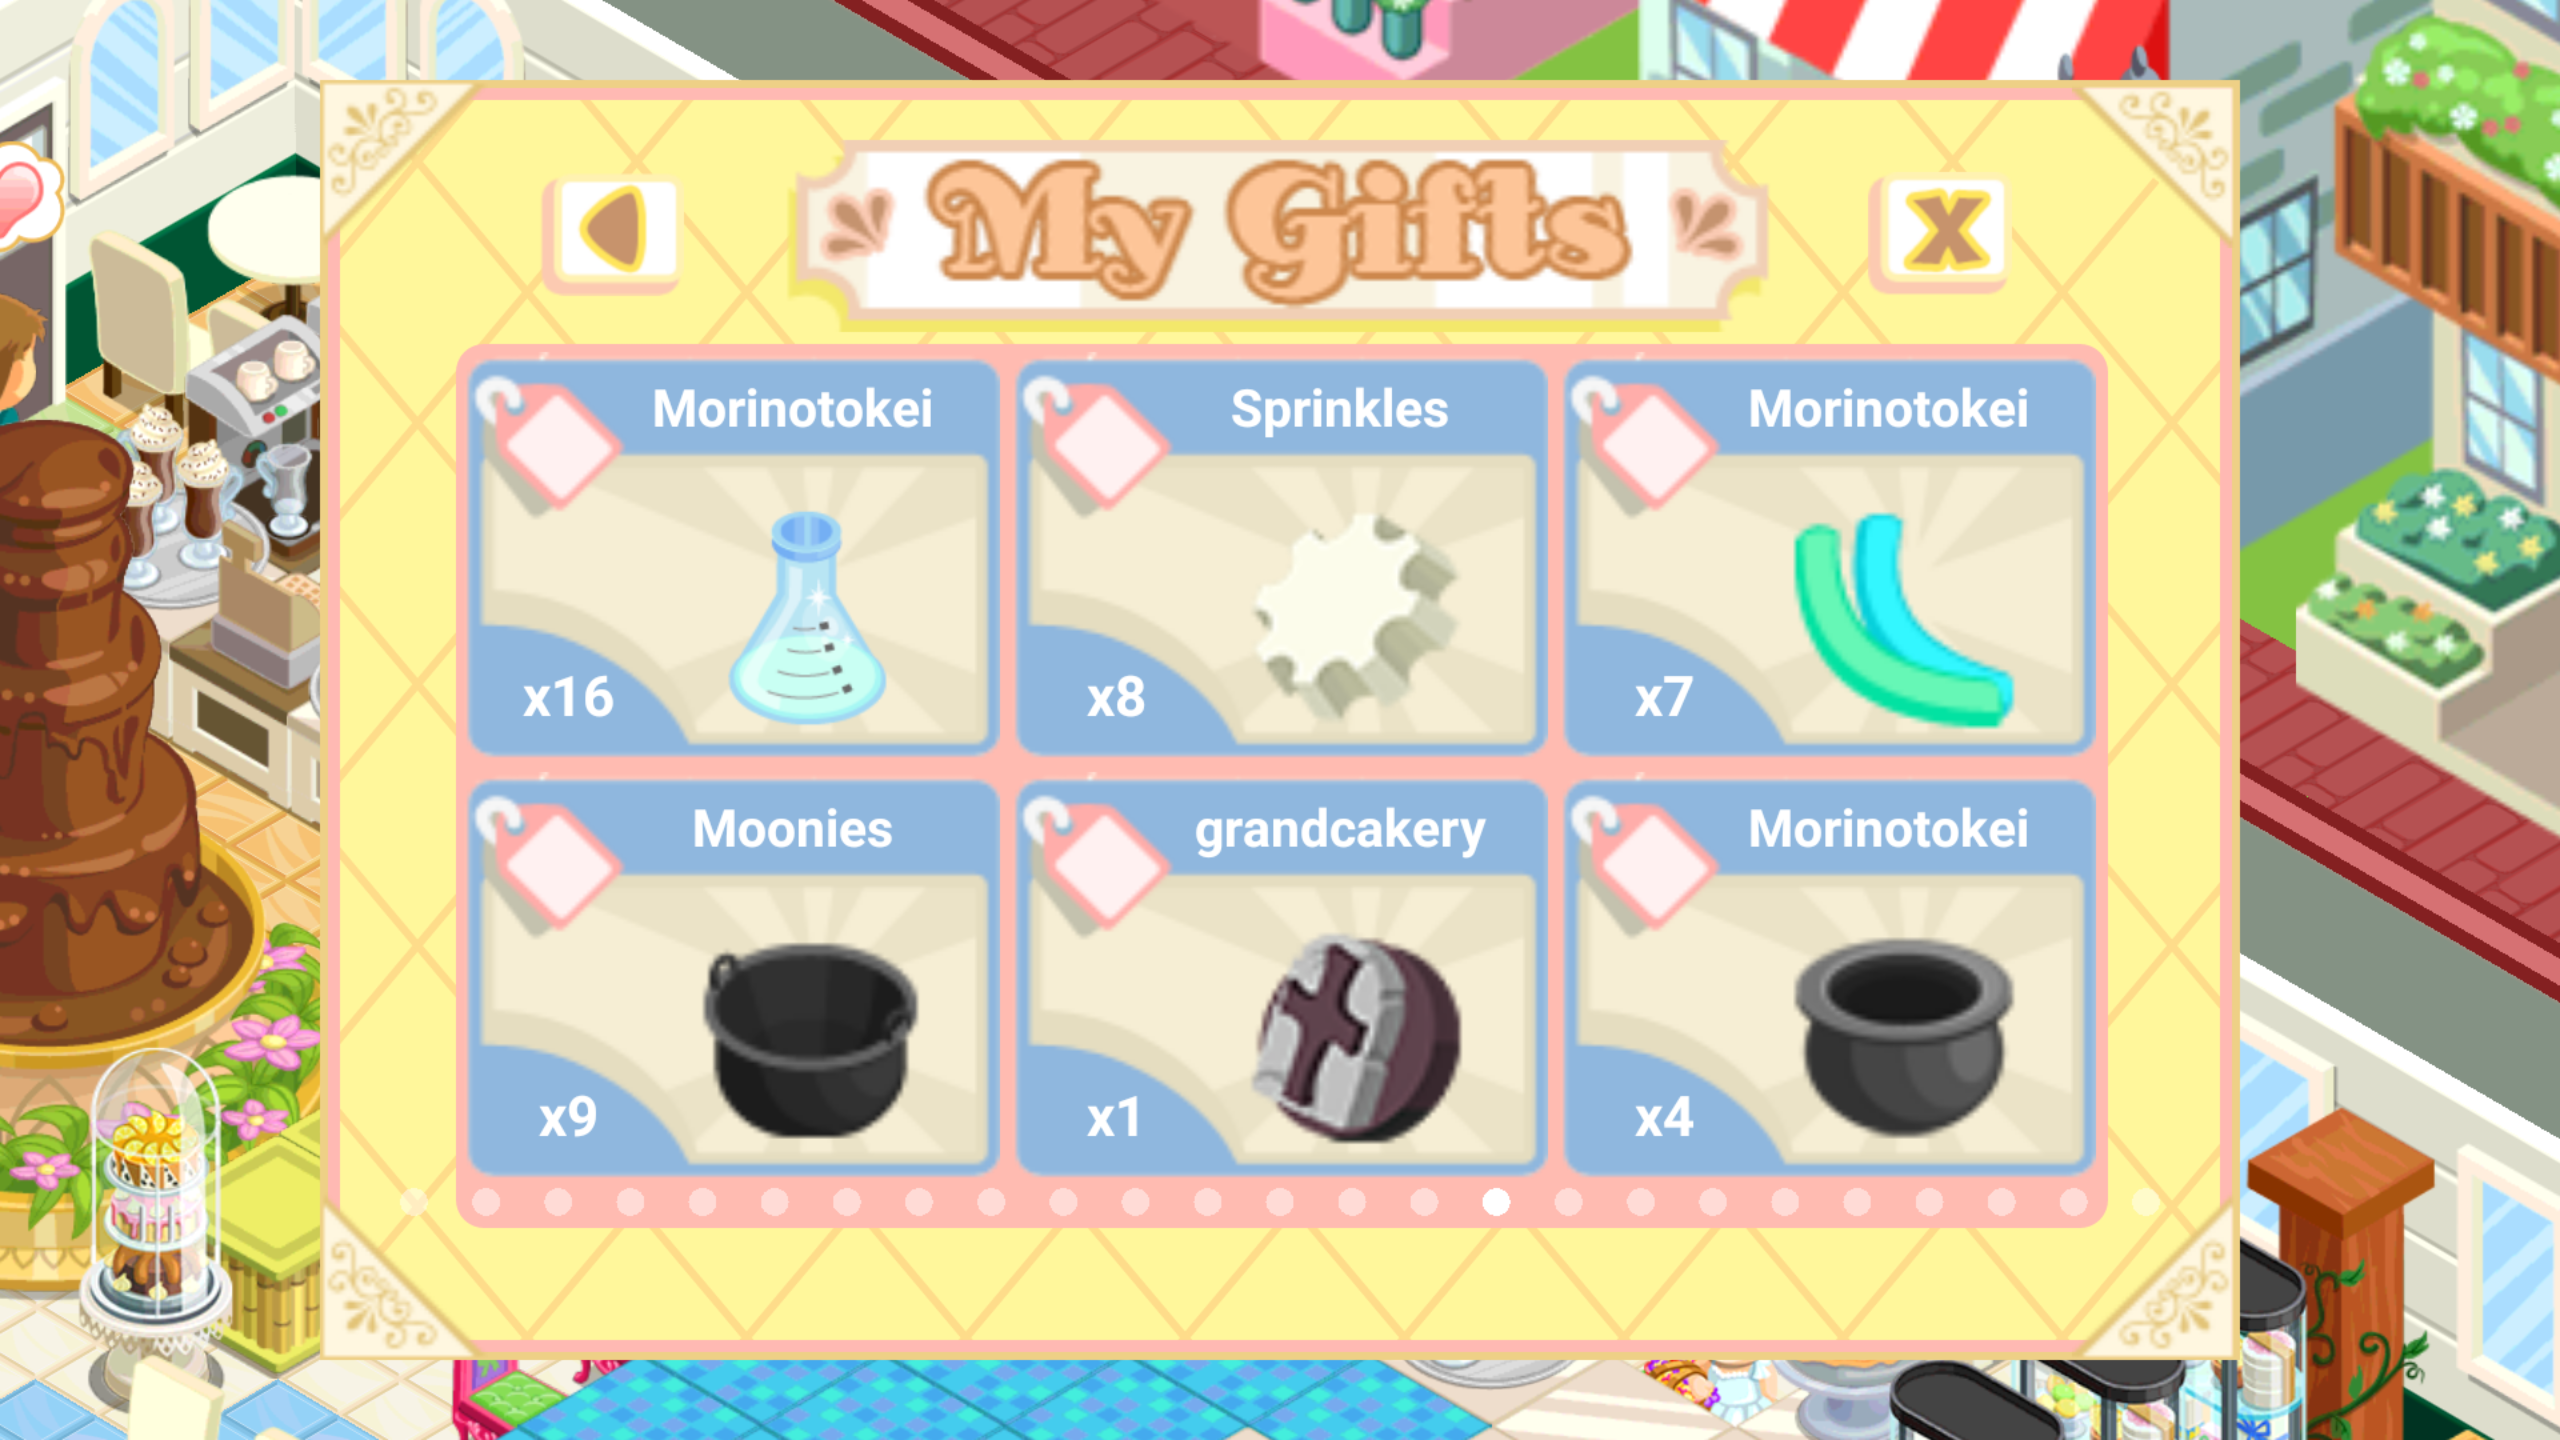 My Gifts
X
Morinotokei
x16
Sprinkles
x8
Morinotokei
x7
Moonies
x9
grandcakery
x1
Morinotokei
x4